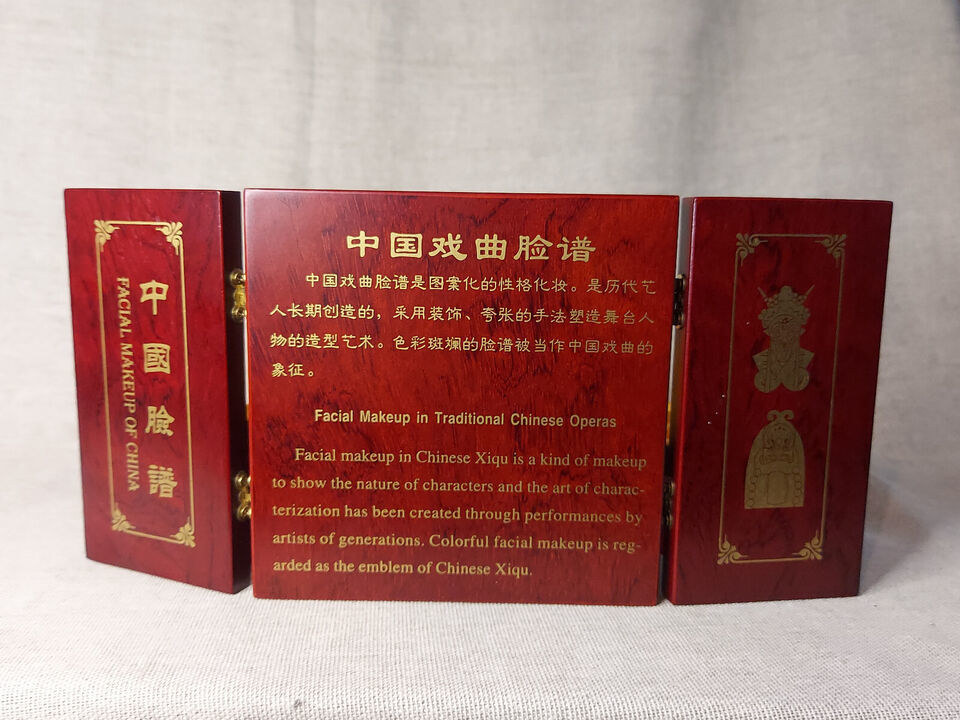 中國臉譜
FACIAL MAKEUP OF CHINA
中国戏曲脸谱
中国戏曲脸谱是图案化的性格化妆。是历代艺
人长期创造的，采用装饰、夸张的手法塑造舞台人
物的造型艺术。色彩斑斓的脸谱被当作中国戏曲的
象征。
Facial Makeup in Traditional Chinese Operas
Facial makeup in Chinese Xiqu is a kind of makeup
to show the nature of characters and the art of charac-
terization has been created through performances by
artists of generations. Colorful facial makeup is reg-
arded as the emblem of Chinese Xiqu.